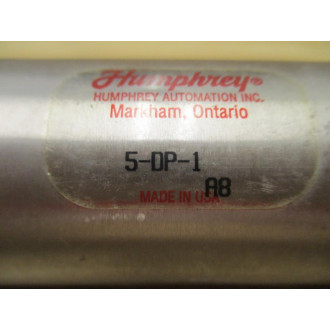 Humphrey®
HUMPHREY AUTOMATION INC.
Markham, Ontario
5-DP-1
A8
MADE IN USA